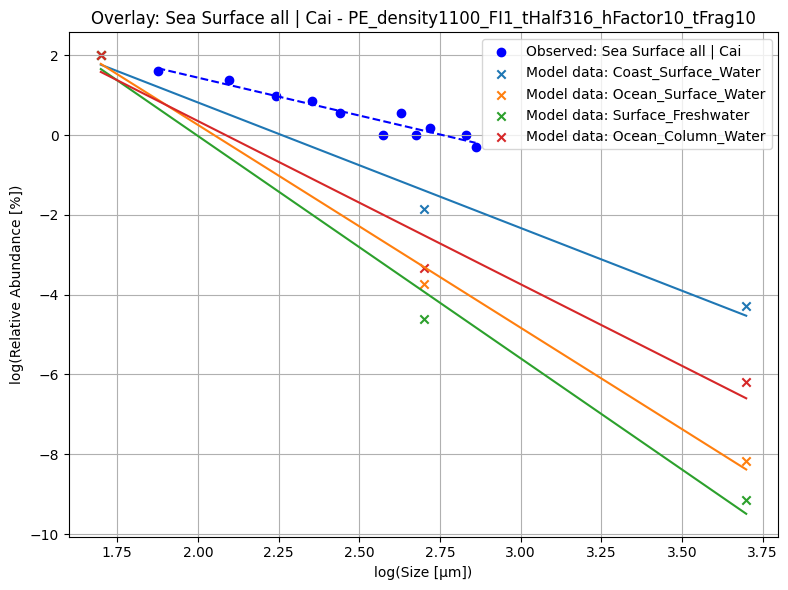 Overlay: Sea Surface all | Cai - PE_density1100_FI1_tHalf316_hFactor10_tFrag10
Observed: Sea Surface all | Cai
Model data: Coast_Surface_Water
Model data: Ocean_Surface_Water
Model data: Surface_Freshwater
Model data: Ocean_Column_Water
log(Relative Abundance [%])
2
0
−2
−4
−6
−8
−10
1.75 2.00 2.25 2.50 2.75 3.00 3.25 3.50 3.75
log(Size [µm])